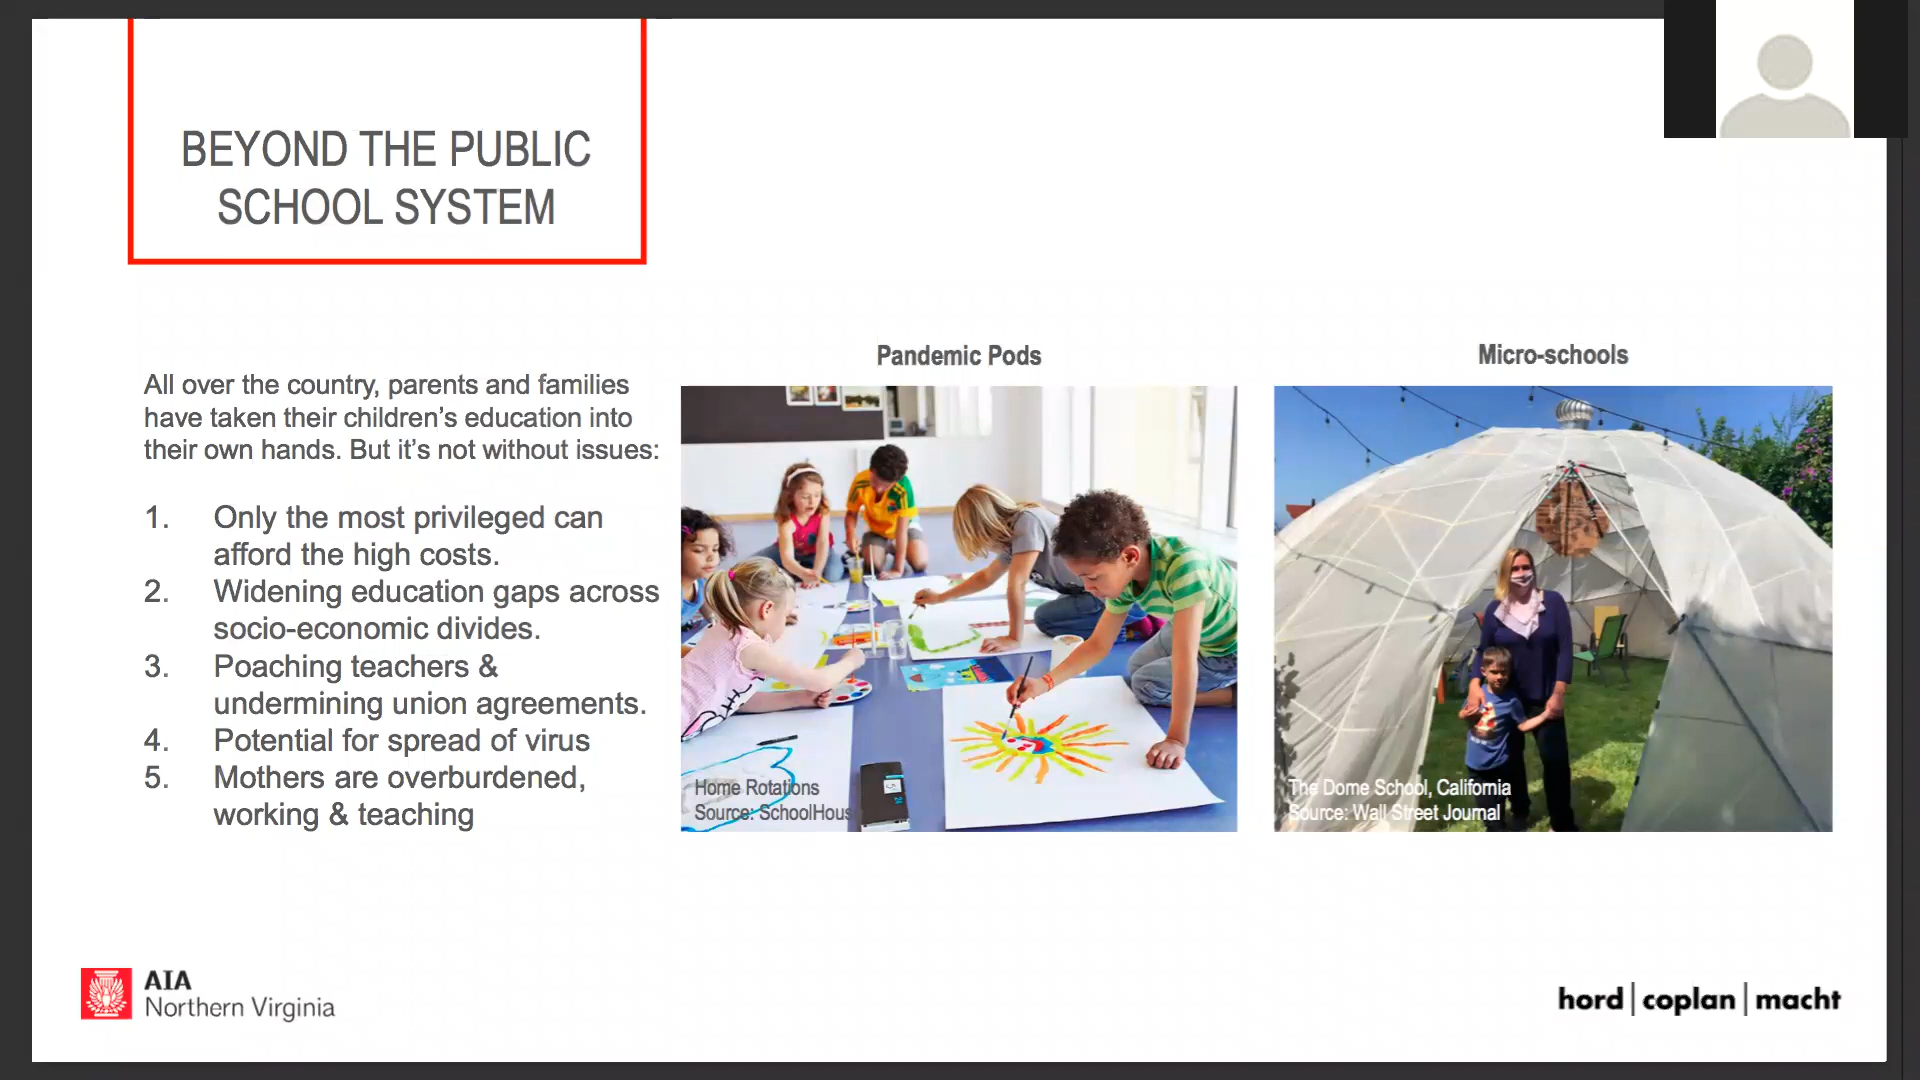 BEYOND THE PUBLIC
SCHOOL SYSTEM
All over the country, parents and families
have taken their children’s education into
their own hands. But it’s not without issues:
1. Only the most privileged can
afford the high costs.
2. Widening education gaps across
socio-economic divides.
3. Poaching teachers &
undermining union agreements.
4. Potential for spread of virus
5. Mothers are overburdened,
working & teaching
Pandemic Pods
Home Rotations
Source: SchoolHous
Micro-schools
The Dome School, California
Source: Wall Street Journal
AIA
Northern Virginia
hord|coplan|macht